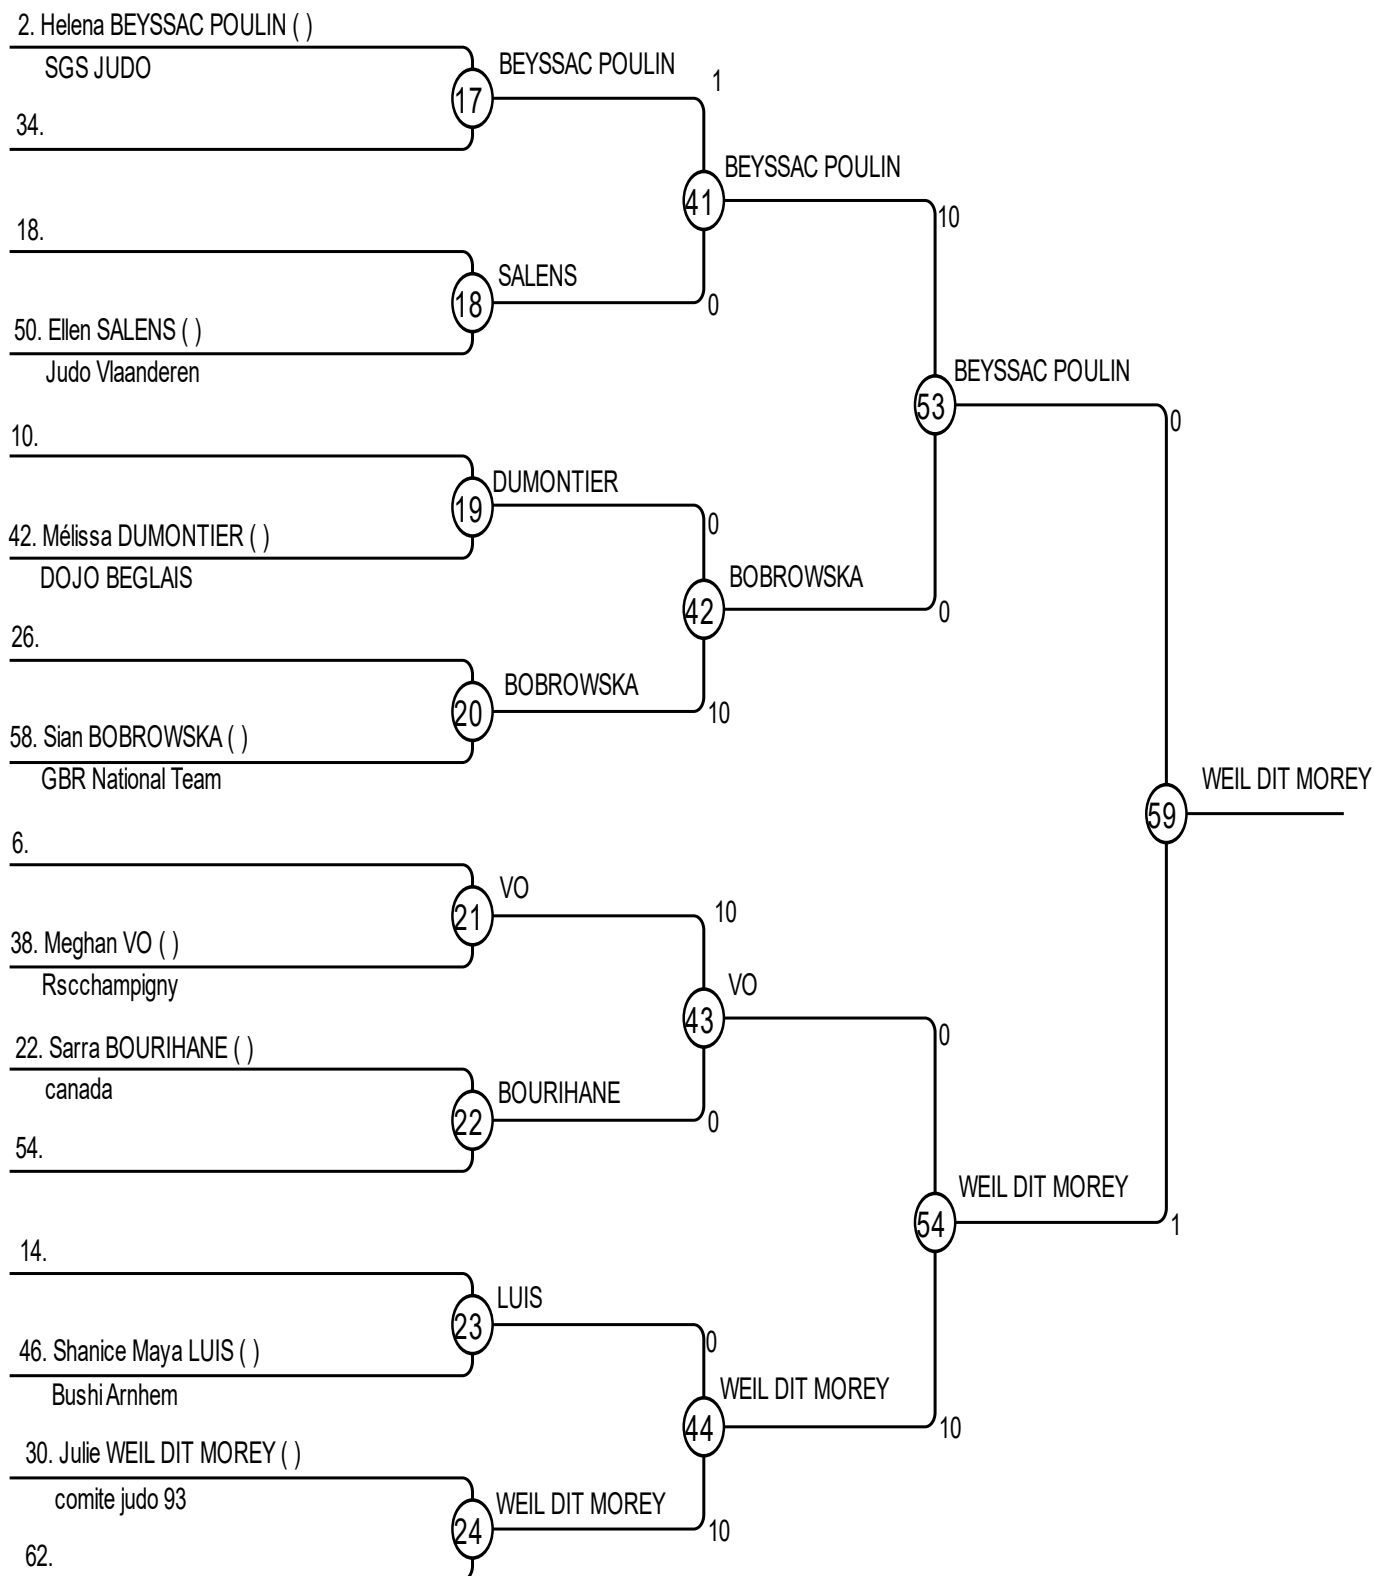 2. Helena BEYSSAC POULIN ( )
SGS JUDO
17
BEYSSAC POULIN
1
34.
41
BEYSSAC POULIN
10
18.
18
SALENS
0
50. Ellen SALENS ( )
Judo Vlaanderen
53
BEYSSAC POULIN
0
10.
19
DUMONTIER
0
42. Mélissa DUMONTIER ( )
DOJO BEGLAIS
42
BOBROWSKA
0
26.
20
BOBROWSKA
10
58. Sian BOBROWSKA ( )
GBR National Team
59
WEIL DIT MOREY
6.
21
VO
10
38. Meghan VO ( )
Rscchampigny
43
VO
0
22. Sarra BOURIHANE ( )
canada
22
BOURIHANE
0
54.
54
WEIL DIT MOREY
1
14.
23
LUIS
0
46. Shanice Maya LUIS ( )
Bushi Arnhem
44
WEIL DIT MOREY
10
30. Julie WEIL DIT MOREY ( )
comite judo 93
24
WEIL DIT MOREY
10
62.